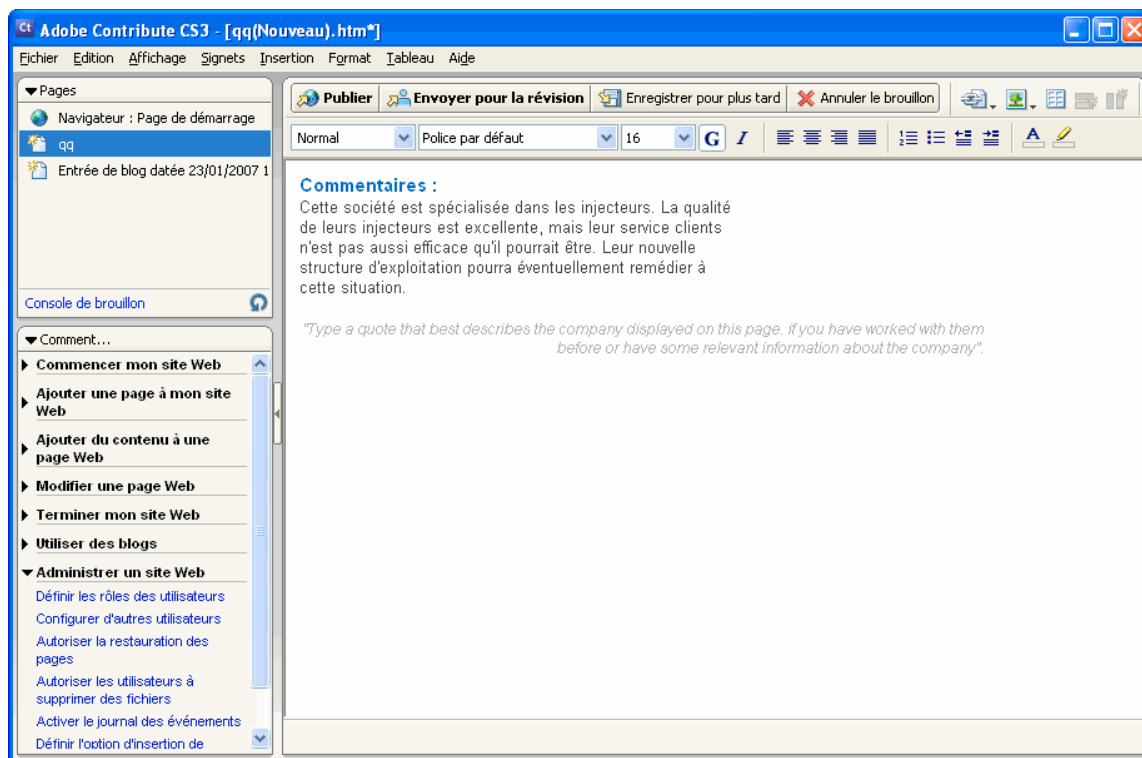 Ct Adobe Contribute CS3 - [qq(Nouveau).htm*]
Fichier Edition Affichage Signets Insertion Format Tableau Aide
Pages
Navigateur : Page de démarrage
qq
Entrée de blog datée 23/01/2007 1
Console de brouillon
Comment...
Commencer mon site Web
Ajouter une page à mon site
Web
Ajouter du contenu à une
page Web
Modifier une page Web
Terminer mon site Web
Utiliser des blogs
Administrer un site Web
Définir les rôles des utilisateurs
Configurer d'autres utilisateurs
Autoriser la restauration des
pages
Autoriser les utilisateurs à
supprimer des fichiers
Activer le journal des événements
Définir l'option d'insertion de
Publier Envoyer pour la révision Enregistrer pour plus tard Annuler le brouillon
Normal Police par défaut 16 G I A
Commentaires :
Cette société est spécialisée dans les injecteurs. La qualité
de leurs injecteurs est excellente, mais leur service clients
n'est pas aussi efficace qu'il pourrait être. Leur nouvelle
structure d'exploitation pourra éventuellement remédier à
cette situation.
"Type a quote that best describes the company displayed on this page. if you have worked with them
before or have some relevant information about the company".